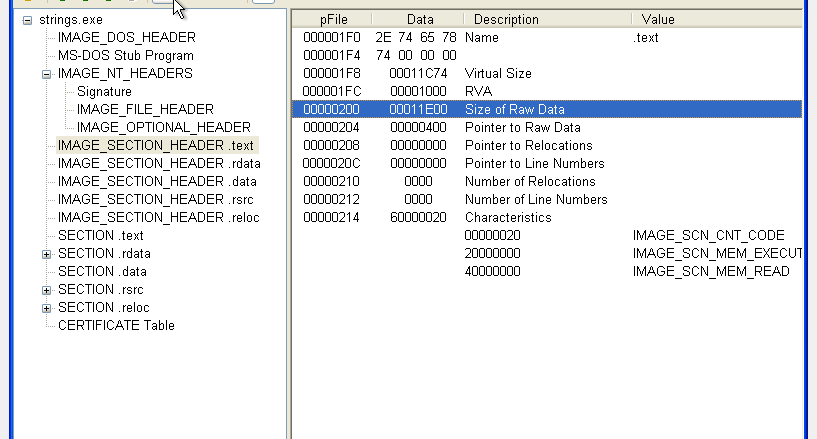 strings.exe
IMAGE_DOS_HEADER
MS-DOS Stub Program
IMAGE_NT_HEADERS
Signature
IMAGE_FILE_HEADER
IMAGE_OPTIONAL_HEADER
IMAGE_SECTION_HEADER .text
IMAGE_SECTION_HEADER .rdata
IMAGE_SECTION_HEADER .data
IMAGE_SECTION_HEADER .rsrc
IMAGE_SECTION_HEADER .reloc
SECTION .text
SECTION .rdata
SECTION .data
SECTION .rsrc
SECTION .reloc
CERTIFICATE Table
pFile Data Description Value
000001F0 2E 74 65 78 Name .text
000001F4 74 00 00 00
000001F8 00011C74 Virtual Size
000001FC 00001000 RVA
00000200 00011E00 Size of Raw Data
00000204 00000400 Pointer to Raw Data
00000208 00000000 Pointer to Relocations
0000020C 00000000 Pointer to Line Numbers
00000210 0000 Number of Relocations
00000212 0000 Number of Line Numbers
00000214 60000020 Characteristics
00000020 IMAGE_SCN_CNT_CODE
20000000 IMAGE_SCN_MEM_EXECUT
40000000 IMAGE_SCN_MEM_READ